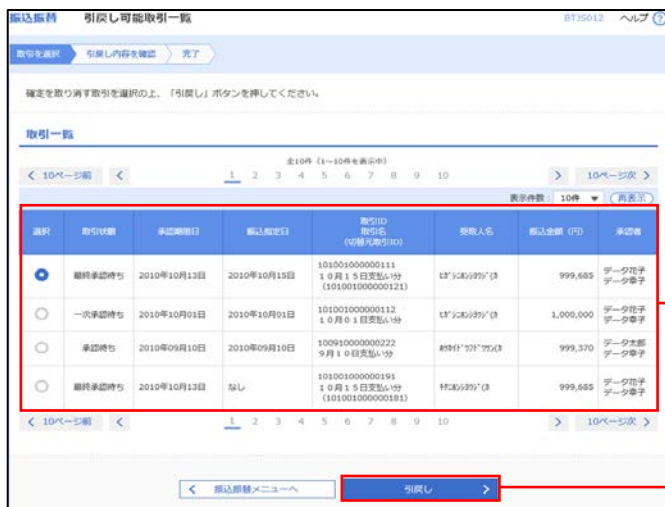 振込振替 引戻し可能取引一覧 BTJS012 ヘルプ ?
取引を選択 引戻し内容を確認 完了
確定を取り消す取引を選択の上、「引戻し」ボタンを押してください。
取引一覧
全10件（1～10件を表示中）
< 10ページ前 < 1 2 3 4 5 6 7 8 9 10 > 10ページ次 >
表示件数： 10件 ▼ 再表示
選択 取引状態 承認期限日 振込指定日 取引ID 取引名 (切替元取引ID) 受取人名 振込金額（円） 承認者
最終承認待ち 2010年10月13日 2010年10月15日 101001000000111 999,685 データ花子
１０月１５日支払い分 データ幸子
(101001000000121)
一次承認待ち 2010年10月01日 2010年10月01日 101001000000112 1,000,000 データ花子
１０月０１日支払い分 データ幸子
承認待ち 2010年09月10日 2010年09月10日 100910000000222 999,370 データ太郎
９月１０日支払い分 データ幸子
最終承認待ち 2010年10月13日 なし 101001000000191 999,685 データ花子
１０月１５日支払い分 データ幸子
(101001000000181)
< 10ページ前 < 1 2 3 4 5 6 7 8 9 10 > 10ページ次 >
< 振込振替メニューへ 引戻し >